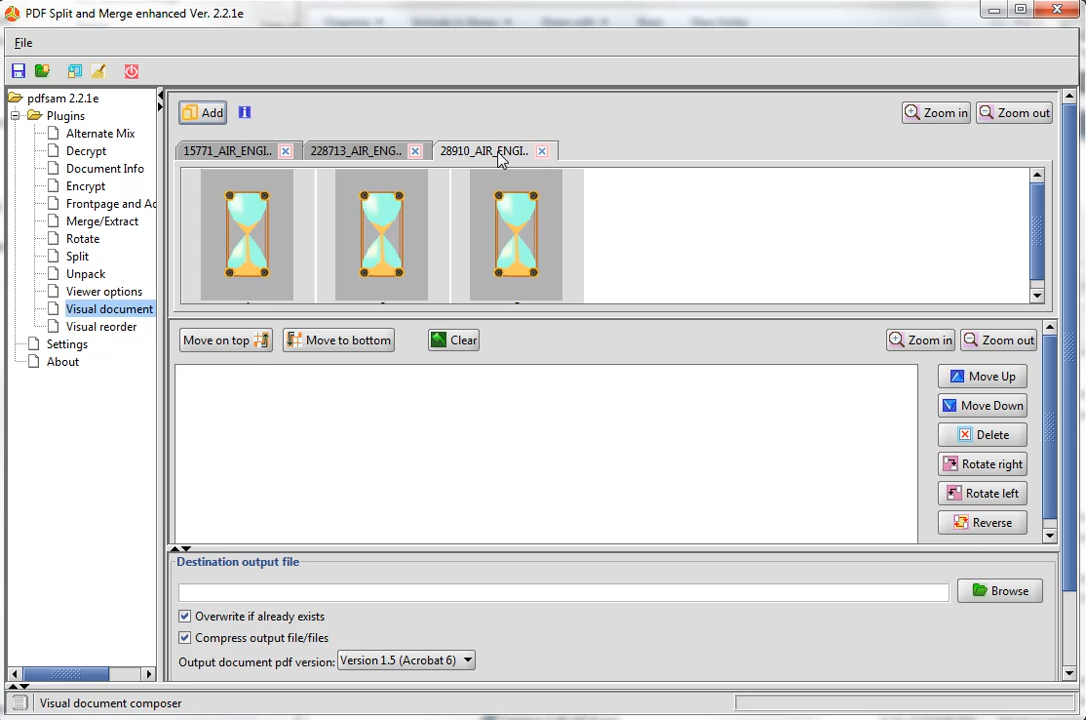 PDF Split and Merge enhanced Ver. 2.2.1e
File
pdfsam 2.2.1e
Plugins
Alternate Mix
Decrypt
Document Info
Encrypt
Frontpage and Ac
Merge/Extract
Rotate
Split
Unpack
Viewer options
Visual document
Visual reorder
Settings
About
Add
Zoom in
Zoom out
15771_AIR_ENGI..
228713_AIR_ENG..
28910_AIR_ENGI..
Move on top
Move to bottom
Clear
Zoom in
Zoom out
Move Up
Move Down
Delete
Rotate right
Rotate left
Reverse
Destination output file
Browse
Overwrite if already exists
Compress output file/files
Output document pdf version: Version 1.5 (Acrobat 6)
Visual document composer